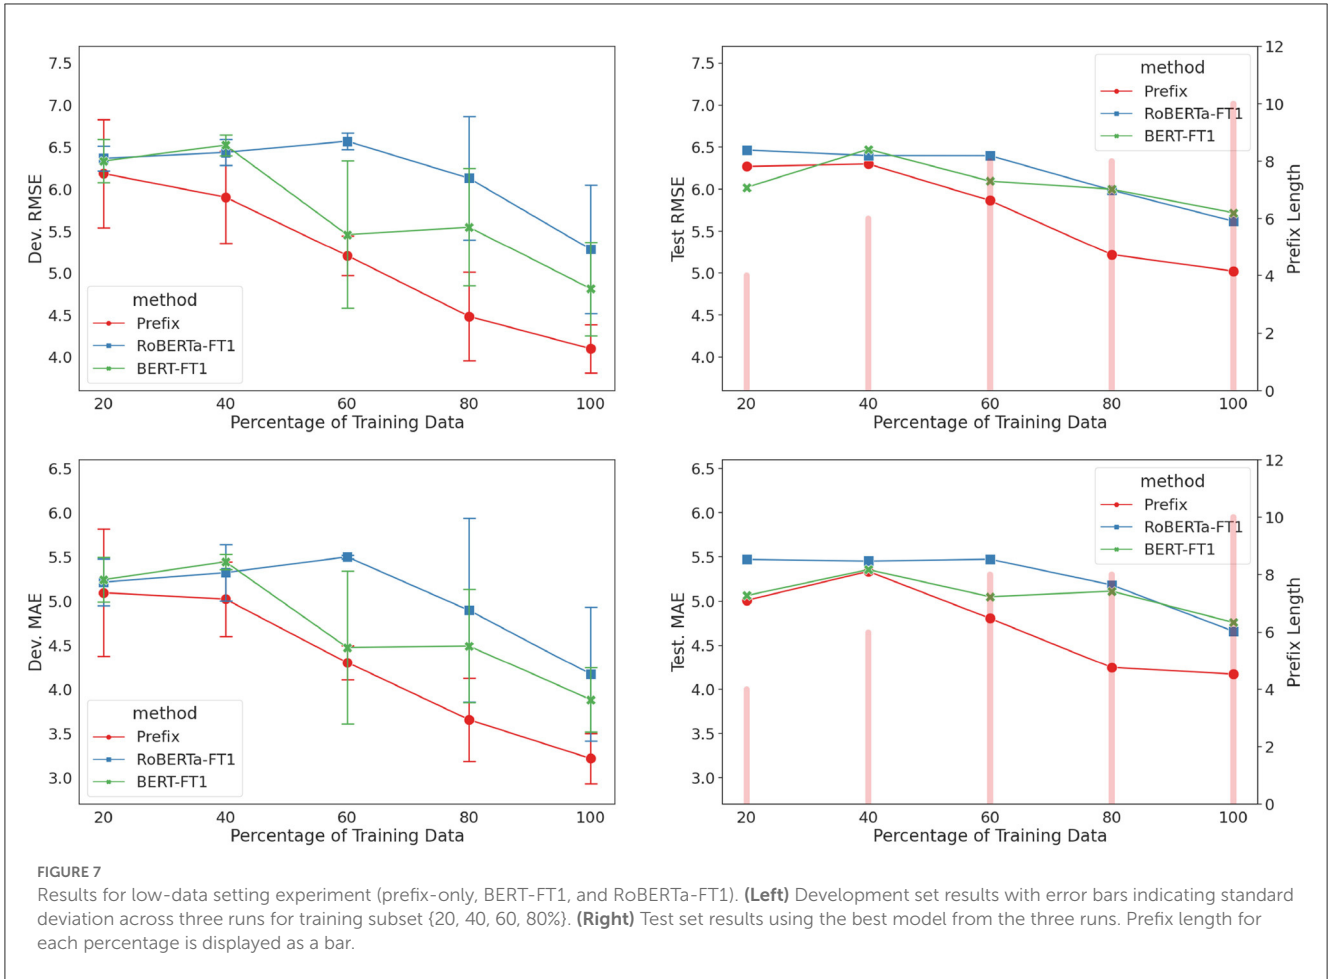 7.5
7.0
6.5
6.0
5.5
5.0
4.5
4.0
Dev. RMSE
method
Prefix
RoBERTa-FT1
BERT-FT1
20 40 60 80 100
Percentage of Training Data
7.5
7.0
6.5
6.0
5.5
5.0
4.5
4.0
Test RMSE
method
Prefix
RoBERTa-FT1
BERT-FT1
12
10
8
6
4
2
0
Prefix Length
20 40 60 80 100
Percentage of Training Data
6.5
6.0
5.5
5.0
4.5
4.0
3.5
3.0
Dev. MAE
method
Prefix
RoBERTa-FT1
BERT-FT1
20 40 60 80 100
Percentage of Training Data
6.5
6.0
5.5
5.0
4.5
4.0
3.5
3.0
Test. MAE
method
Prefix
RoBERTa-FT1
BERT-FT1
12
10
8
6
4
2
0
Prefix Length
20 40 60 80 100
Percentage of Training Data
FIGURE 7
Results for low-data setting experiment (prefix-only, BERT-FT1, and RoBERTa-FT1). (Left) Development set results with error bars indicating standard
deviation across three runs for training subset {20, 40, 60, 80%}. (Right) Test set results using the best model from the three runs. Prefix length for
each percentage is displayed as a bar.